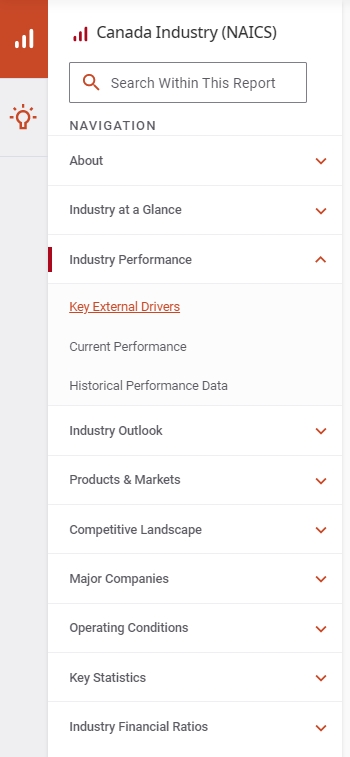 Canada Industry (NAICS)
Search Within This Report
NAVIGATION
About
Industry at a Glance
Industry Performance
Key External Drivers
Current Performance
Historical Performance Data
Industry Outlook
Products & Markets
Competitive Landscape
Major Companies
Operating Conditions
Key Statistics
Industry Financial Ratios